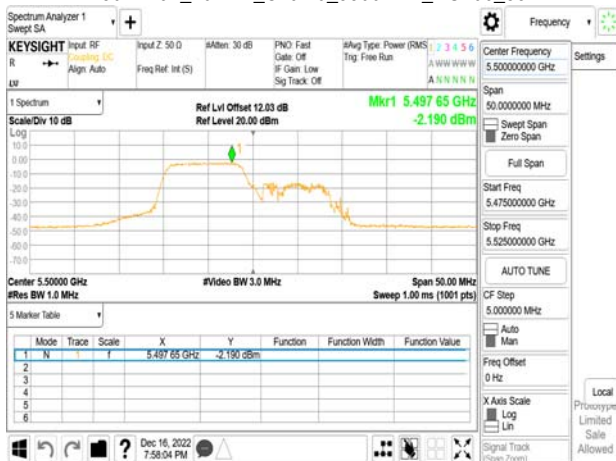 Spectrum Analyzer 1
Swept SA
Frequency
Settings
KEYSIGHT
R
LXI
Input: RF
Coupling: DC
Align: Auto
Input Z: 50 Ω
Freq Ref: Int (S)
#Atten: 30 dB
PNO: Fast
Gate: Off
IF Gain: Low
Sig Track: Off
#Avg Type: Power (RMS
Trig: Free Run
1 2 3 4 5 6
A W W W W W
A N N N N N
1 Spectrum
Scale/Div 10 dB
Log
Ref Lvl Offset 12.03 dB
Ref Level 20.00 dBm
Mkr1 5.497 65 GHz
-2.190 dBm
1
10.0
0.00
-10.0
-20.0
-30.0
-40.0
-50.0
-60.0
-70.0
Center 5.50000 GHz
#Res BW 1.0 MHz
#Video BW 3.0 MHz
Span 50.00 MHz
Sweep 1.00 ms (1001 pts)
5 Marker Table
Mode Trace Scale X Y Function Function Width Function Value
1 N 1 f 5.497 65 GHz -2.190 dBm
2
3
4
5
6
Dec 16, 2022
7:58:04 PM
Center Frequency
5.500000000 GHz
Span
50.0000000 MHz
Swept Span
Zero Span
Full Span
Start Freq
5.475000000 GHz
Stop Freq
5.525000000 GHz
AUTO TUNE
CF Step
5.000000 MHz
Auto
Man
Freq Offset
0 Hz
X Axis Scale
Log
Lin
Signal Track
(Span Zoom)
Local
Prototype
Limited
Sale
Allowed